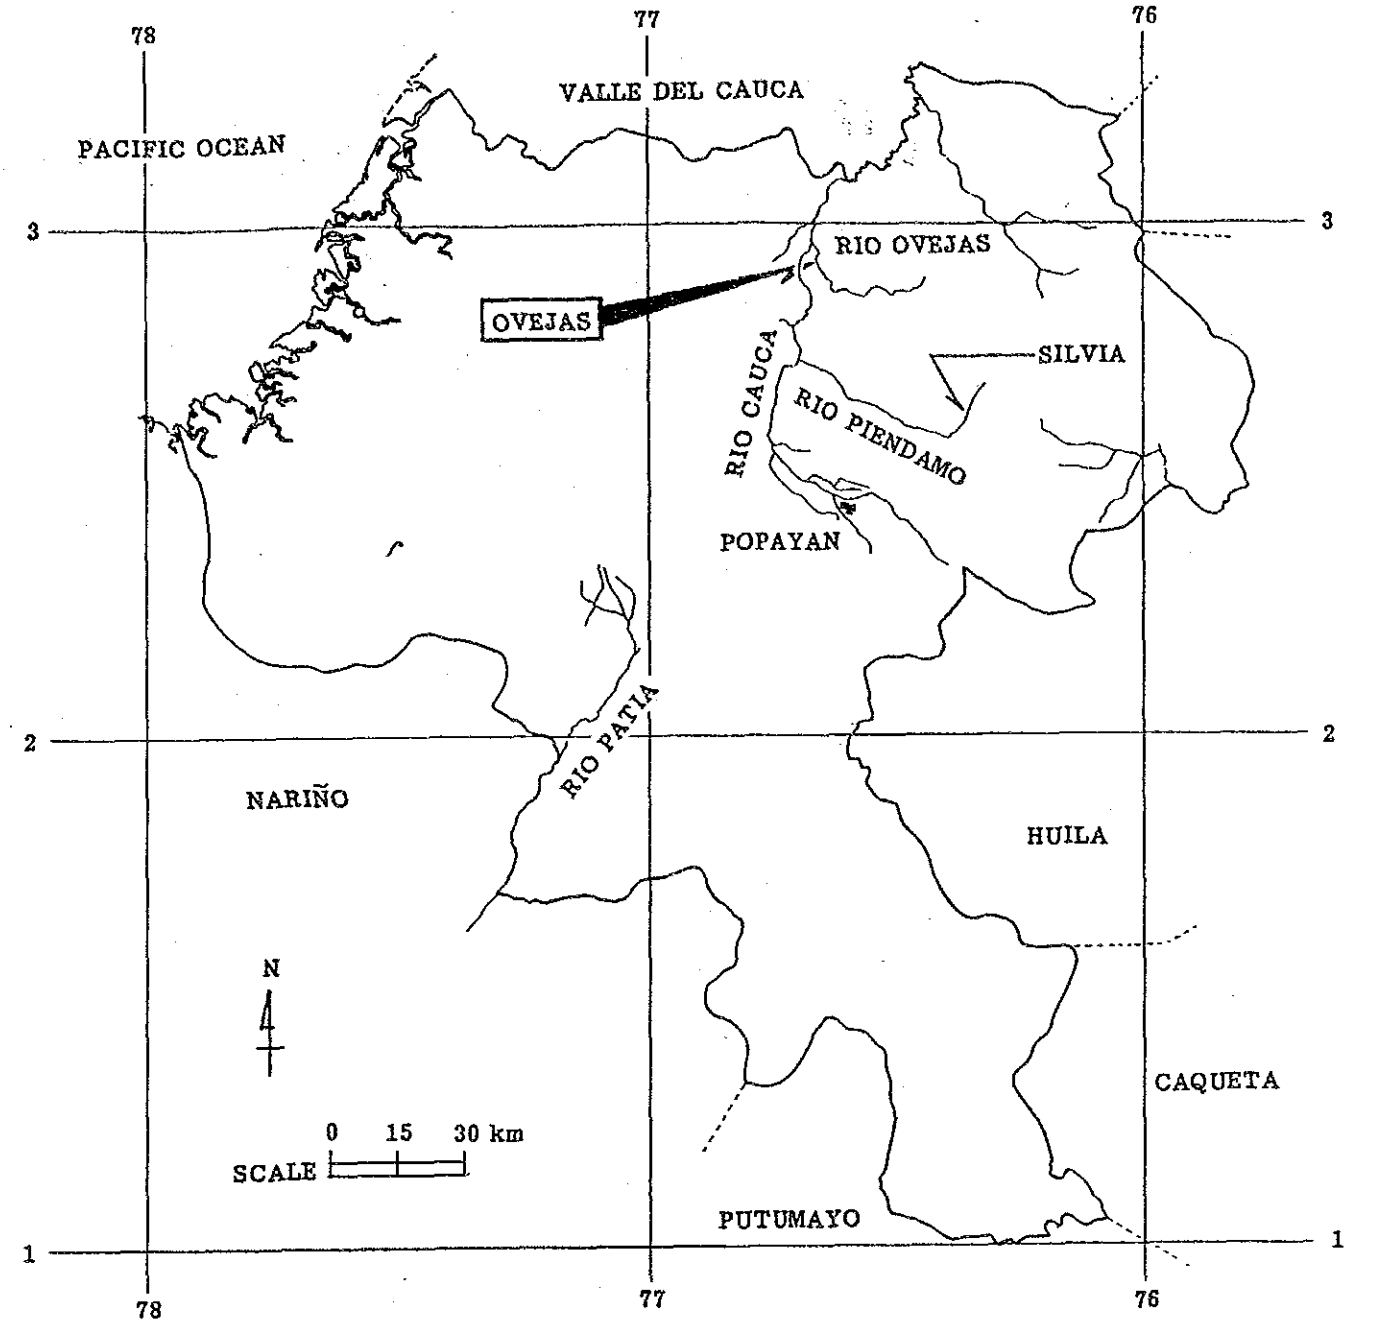 78
77
76
VALLE DEL CAUCA
PACIFIC OCEAN
3
3
RIO OVEJAS
OVEJAS
SILVIA
RIO CAUCA
RIO PIENDAMO
POPAYAN
RIO PATIA
2
2
NARIÑO
HUILA
N
CAQUETA
0 15 30 km
SCALE
PUTUMAYO
1
1
78
77
76